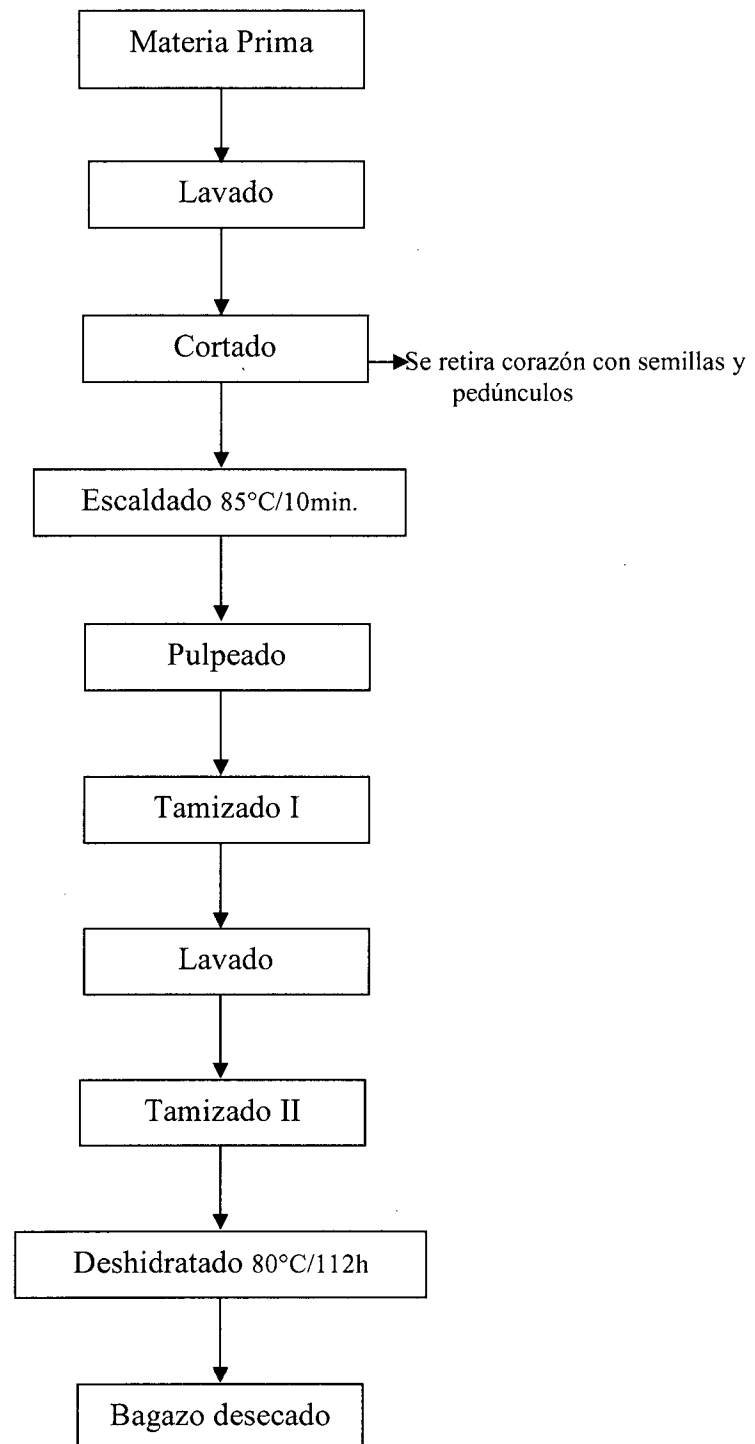 Materia Prima
Lavado
Cortado
Se retira corazón con semillas y
pedúnculos
Escaldado 85°C/10min.
Pulpeado
Tamizado I
Lavado
Tamizado II
Deshidratado 80°C/112h
Bagazo desecado